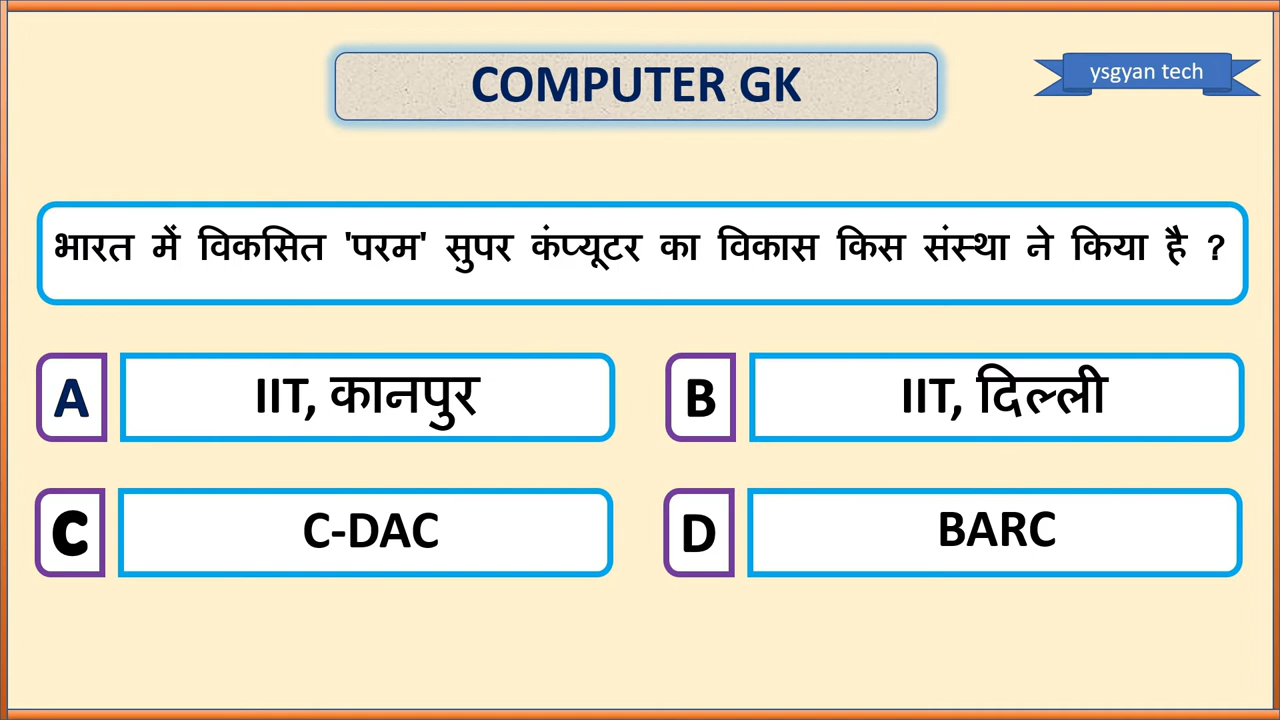 COMPUTER GK
ysgyan tech
भारत में विकसित 'परम' सुपर कंप्यूटर का विकास किस संस्था ने किया है ?
A IIT, कानपुर
B IIT, दिल्ली
C C-DAC
D BARC